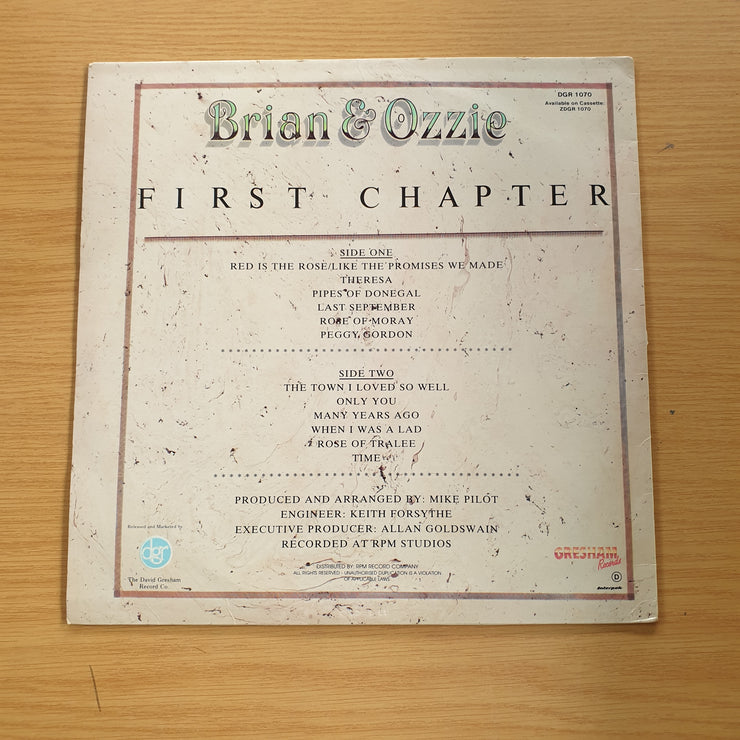 DGR 1070
Available on Cassette:
ZDGR 1070
Brian & Ozzie
FIRST CHAPTER
SIDE ONE
RED IS THE ROSE/LIKE THE PROMISES WE MADE
THERESA
PIPES OF DONEGAL
LAST SEPTEMBER
ROSE OF MORAY
PEGGY GORDON
SIDE TWO
THE TOWN I LOVED SO WELL
ONLY YOU
MANY YEARS AGO
WHEN I WAS A LAD
ROSE OF TRALEE
TIME
PRODUCED AND ARRANGED BY: MIKE PILOT
ENGINEER: KEITH FORSYTHE
EXECUTIVE PRODUCER: ALLAN GOLDSWAIN
RECORDED AT RPM STUDIOS
Released and Marketed by
dgr
The David Gresham
Record Co.
DISTRIBUTED BY: RPM RECORD COMPANY
ALL RIGHTS RESERVED - UNAUTHORISED DUPLICATION IS A VIOLATION
OF APPLICABLE LAWS
GRESHAM
Records
D
interpak